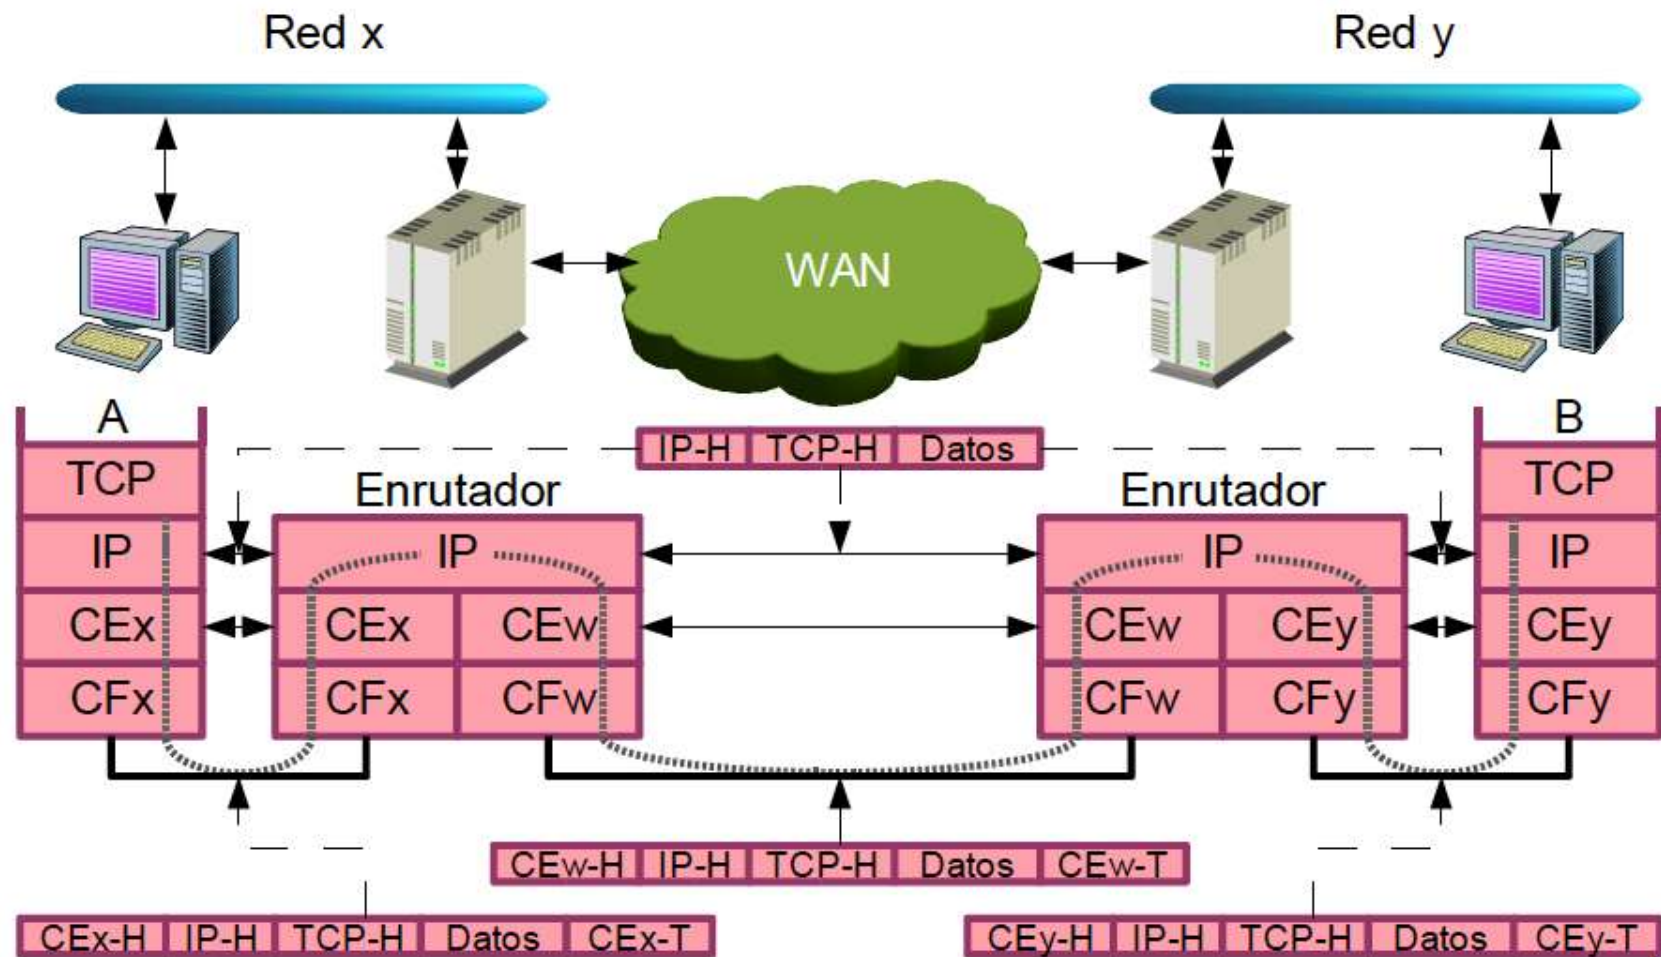 Red x
Red y
WAN
A
B
IP-H TCP-H Datos
TCP
Enrutador
Enrutador
TCP
IP
IP
IP
IP
CEx
CEx
CEw
CEw
CEy
CEy
CFx
CFx
CFw
CFw
CFy
CFy
CEw-H IP-H TCP-H Datos CEw-T
CEx-H IP-H TCP-H Datos CEx-T
CEy-H IP-H TCP-H Datos CEy-T